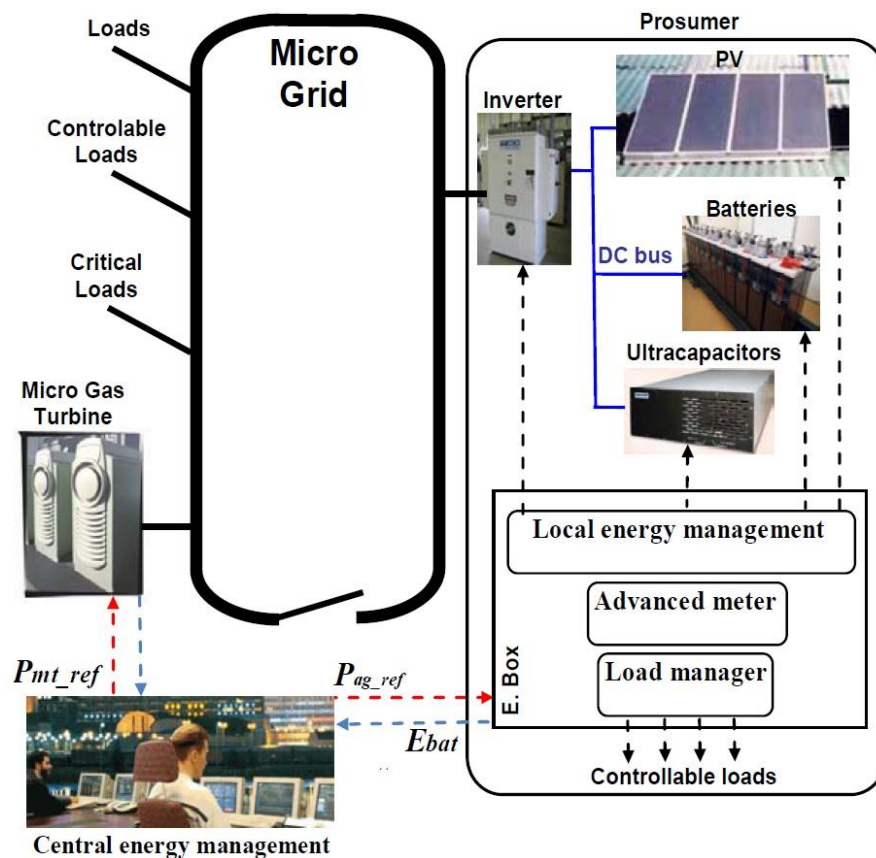 Loads
Controlable
Loads
Critical
Loads
Micro Gas
Turbine
Micro
Grid
Prosumer
PV
Inverter
Batteries
DC bus
Ultracapacitors
Local energy management
Advanced meter
Load manager
E. Box
Controllable loads
Pmt_ref
Pag_ref
Ebat
Central energy management